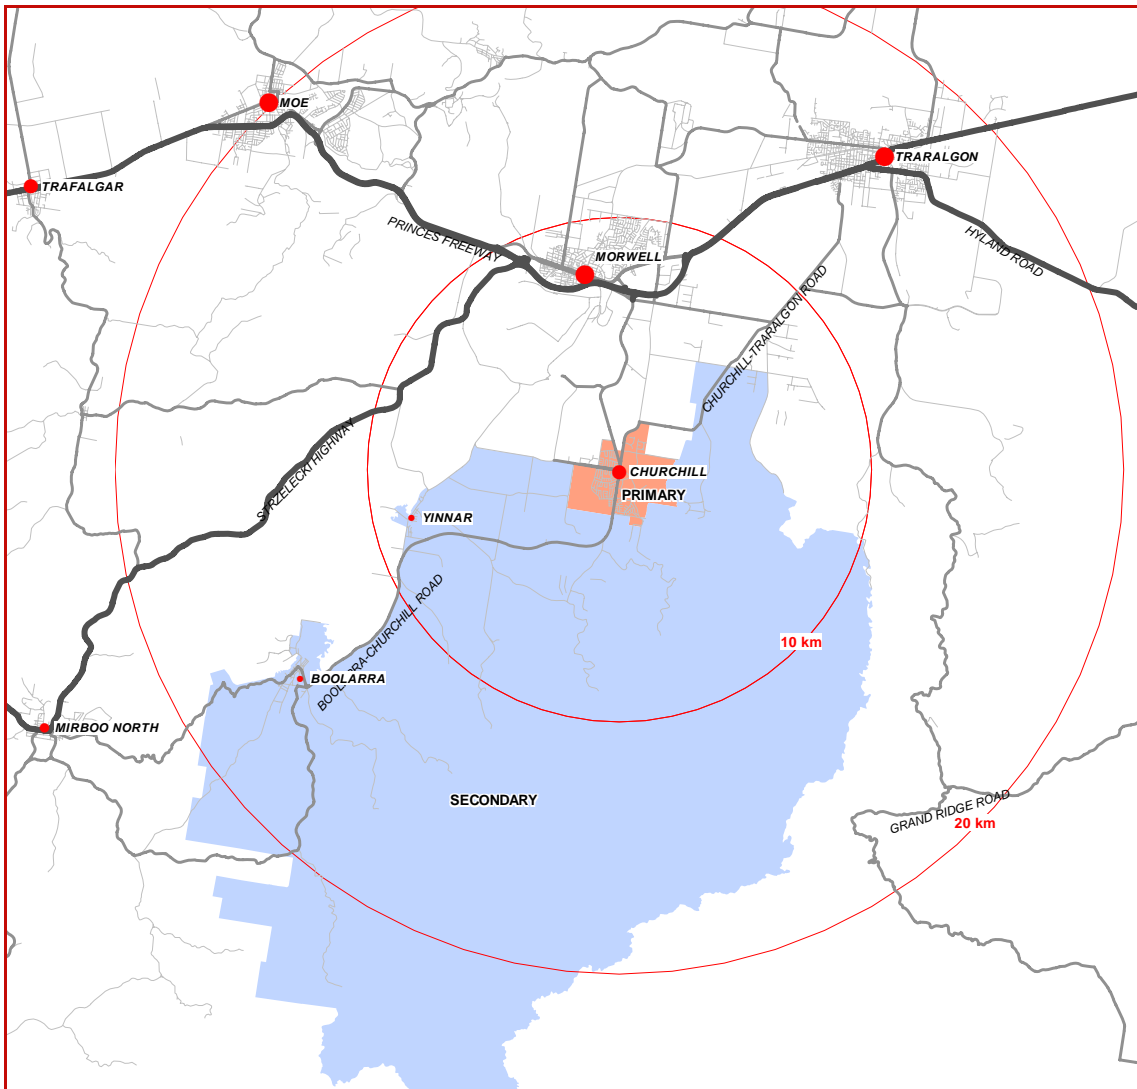 MOE
TRARALGON
TRAFALGAR
PRINCES FREEWAY
HYLAND ROAD
MORWELL
CHURCHILL-TRARALGON ROAD
STRZELECKI HIGHWAY
CHURCHILL
PRIMARY
YINNAR
BOOLARRA-CHURCHILL ROAD
10 km
BOOLARRA
MIRBOO NORTH
SECONDARY
GRAND RIDGE ROAD
20 km